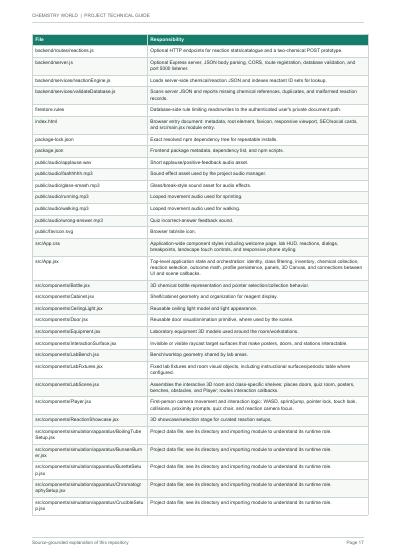 CHEMISTRY WORLD | PROJECT TECHNICAL GUIDE
File Responsibility
backend/routes/reactions.js Optional HTTP endpoints for reaction status/catalogue and a two-chemical POST prototype.
backend/server.js Optional Express server, JSON body parsing, CORS, route registration, database validation, and
port 5000 listener.
backend/services/reactionEngine.js Loads server-side chemical/reaction JSON and indexes reactant ID sets for lookup.
backend/services/validateDatabase.js Scans server JSON and reports missing chemical references, duplicates, and malformed reaction
records.
firestore.rules Database-side rule limiting reads/writes to the authenticated user's private document path.
index.html Browser entry document: metadata, root element, favicon, responsive viewport, SEO/social cards,
and src/main.jsx module entry.
package-lock.json Exact resolved npm dependency tree for repeatable installs.
package.json Frontend package metadata, dependency list, and npm scripts.
public/audio/applause.wav Short applause/positive-feedback audio asset.
Sound effect asset used by the project audio manager.
public/audio/glass-smash.mp3 Glass/break-style sound asset for audio effects.
public/audio/running.mp3 Looped movement audio used for sprinting.
public/audio/walking.mp3 Looped movement audio used for walking.
public/audio/wrong-answer.mp3 Quiz incorrect-answer feedback sound.
public/favicon.svg Browser tab/site icon.
src/App.css Application-wide component styles including welcome page, lab HUD, reactions, dialogs,
breakpoints, landscape touch controls, and responsive phone styling.
src/App.jsx Top-level application state and orchestration: identity, class filtering, inventory, chemistry collection,
reaction selection, outcome math, profile persistence, panels, 3D Canvas, and connections between
UI and scene callbacks.
src/components/Bottle.jsx 3D chemical bottle representation and pointer selection/collection behavior.
src/components/Cabinet.jsx Shelf/cabinet geometry and organization for reagent display.
src/components/CeilingLight.jsx Reusable ceiling light model and light appearance.
src/components/Door.jsx Reusable door visual/animation primitive, where used by the scene.
src/components/Equipment.jsx Laboratory equipment 3D models used around the room/workstations.
src/components/InteractionSurface.jsx Invisible or visible raycast target surfaces that make posters, doors, and stations interactable.
src/components/LabBench.jsx Bench/worktop geometry shared by lab areas.
src/components/LabFixtures.jsx Fixed lab fixtures and room visual objects, including instructional surfaces/periodic table where
configured.
src/components/LabScene.jsx Assembles the interactive 3D room and class-specific shelves; places doors, quiz room, posters,
benches, obstacles, and Player; routes interaction callbacks.
src/components/Player.jsx First-person camera movement and interaction logic: WASD, sprint/jump, pointer lock, touch look,
collisions, proximity prompts, quiz chair, and reaction camera focus.
src/components/ReactionShowcase.jsx 3D showcase/selection stage for curated reaction setups.
src/components/simulation/apparatus/BoilingTube Project data file; see its directory and importing module to understand its runtime role.
Setup.jsx
src/components/simulation/apparatus/BunsenBurn Project data file; see its directory and importing module to understand its runtime role.
er.jsx
src/components/simulation/apparatus/BuretteSetu Project data file; see its directory and importing module to understand its runtime role.
p.jsx
src/components/simulation/apparatus/Chromatogr Project data file; see its directory and importing module to understand its runtime role.
aphySetup.jsx
src/components/simulation/apparatus/CrucibleSetu Project data file; see its directory and importing module to understand its runtime role.
p.jsx
Source-grounded explanation of this repository Page 17